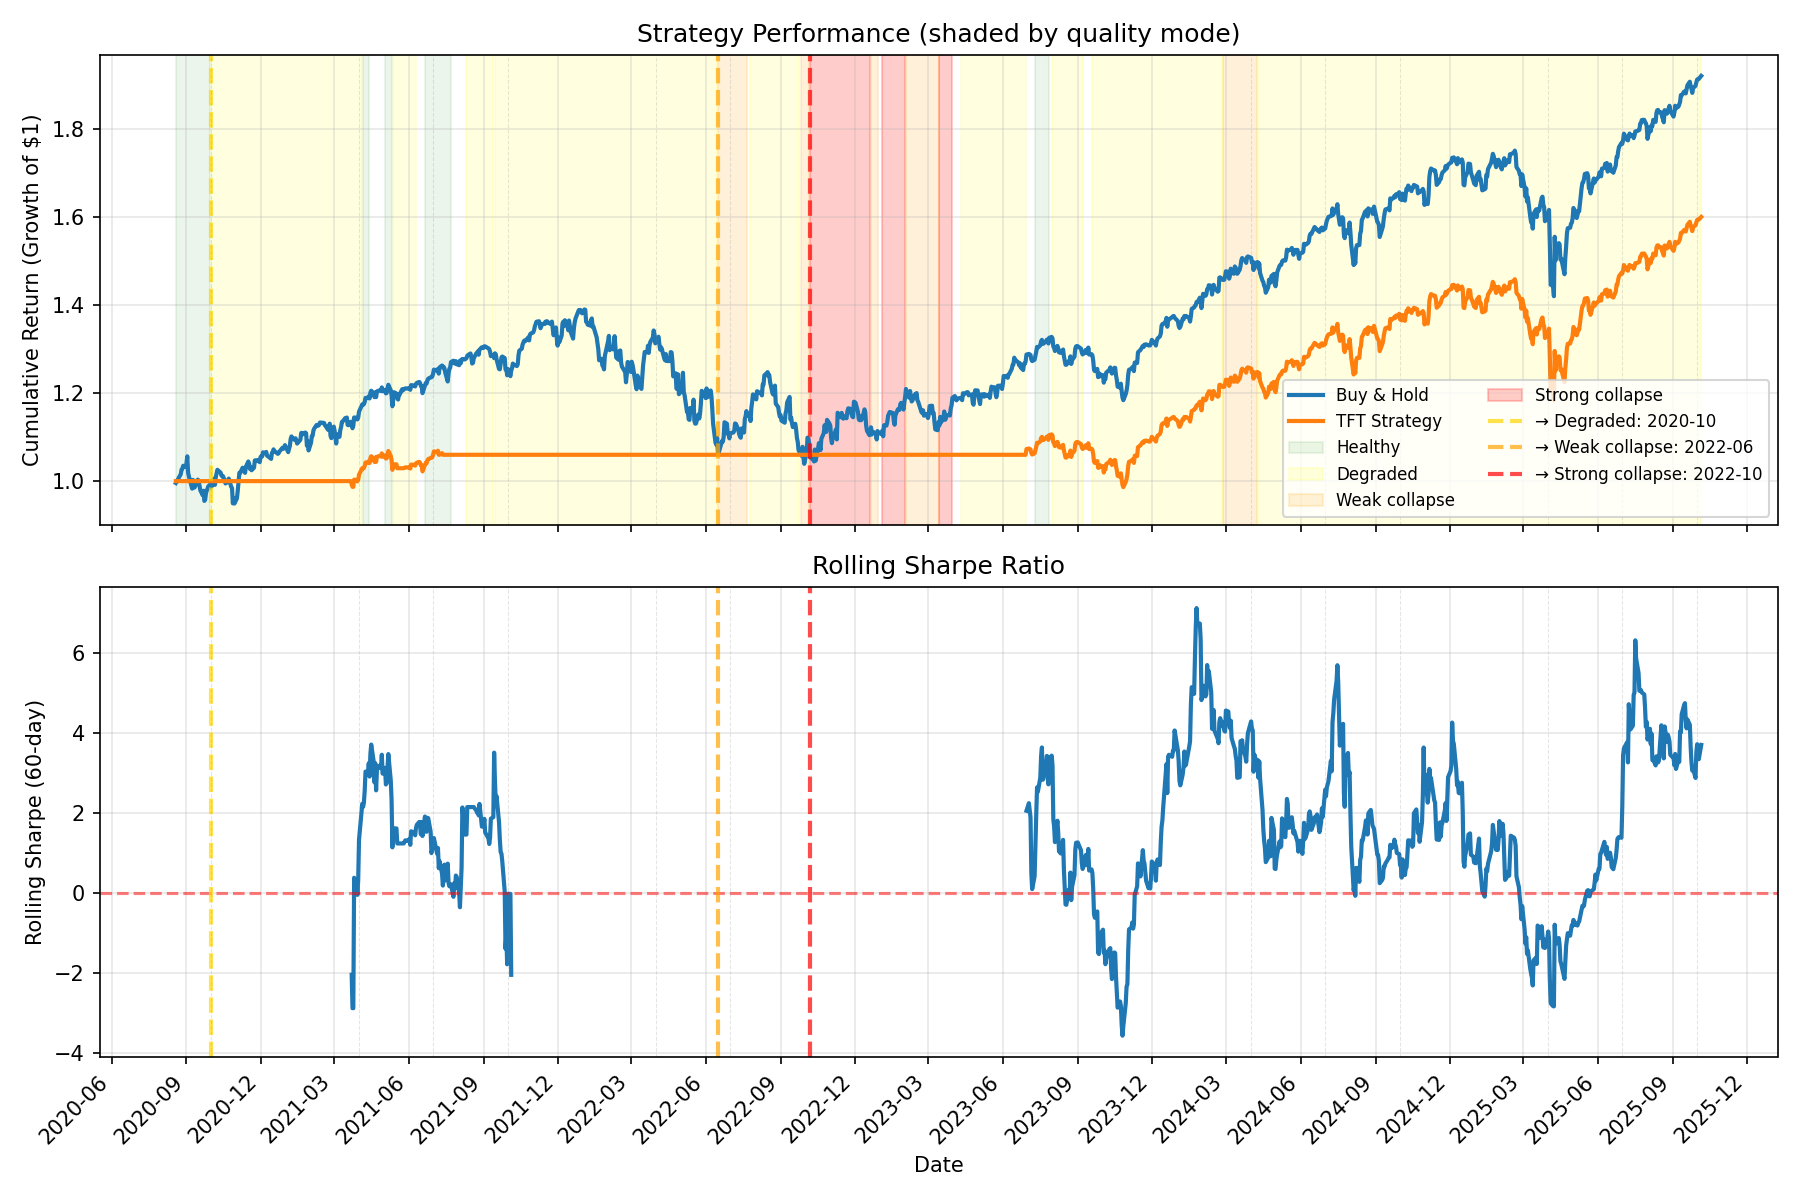 Strategy Performance (shaded by quality mode)
Cumulative Return (Growth of $1)
1.8
1.6
1.4
1.2
1.0
Buy & Hold
TFT Strategy
Healthy
Degraded
Weak collapse
Strong collapse
→ Degraded: 2020-10
→ Weak collapse: 2022-06
→ Strong collapse: 2022-10
Rolling Sharpe Ratio
Rolling Sharpe (60-day)
6
4
2
0
−2
−4
2020-06
2020-09
2020-12
2021-03
2021-06
2021-09
2021-12
2022-03
2022-06
2022-09
2022-12
2023-03
2023-06
2023-09
2023-12
2024-03
2024-06
2024-09
2024-12
2025-03
2025-06
2025-09
2025-12
Date